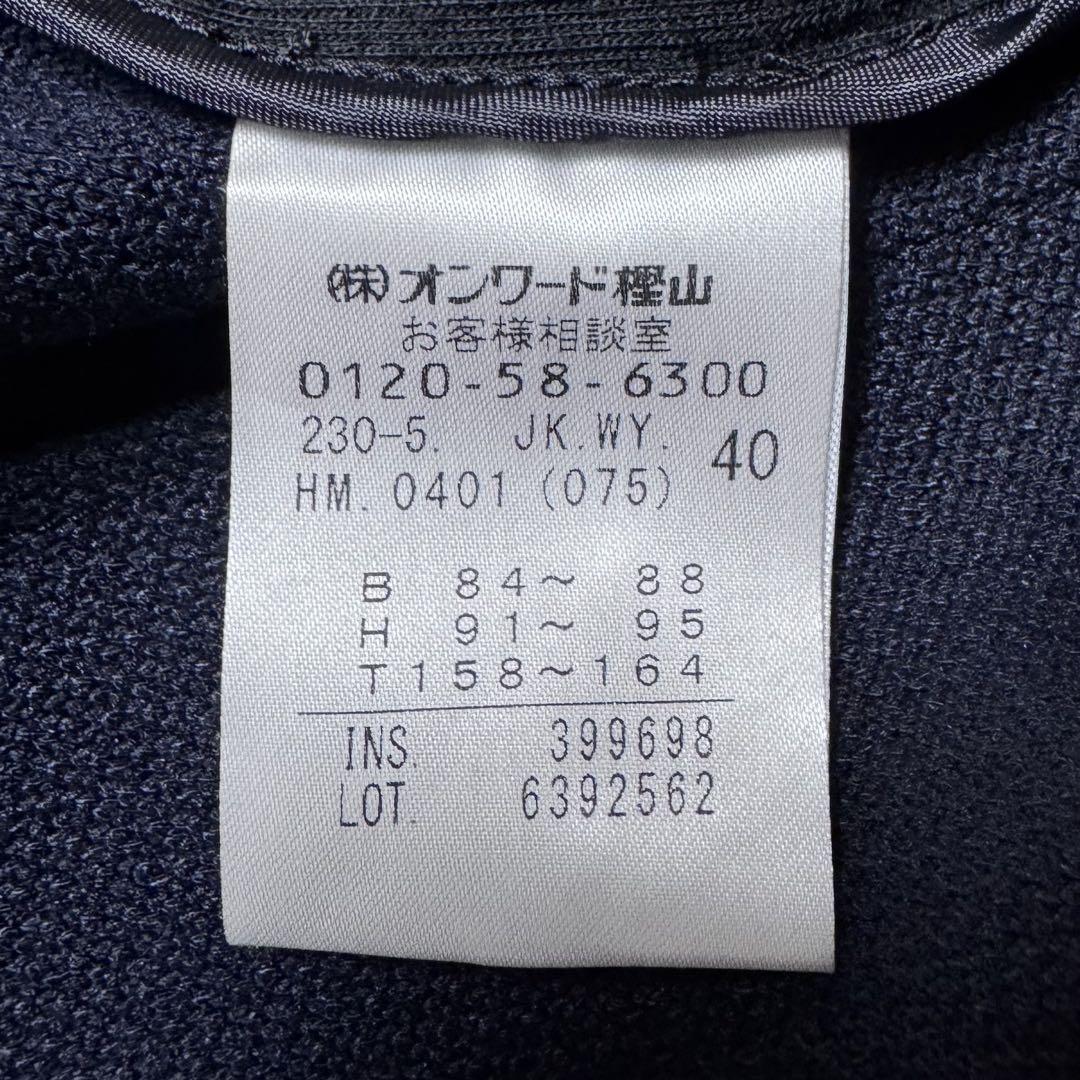 (株)オンワード樫山
お客様相談室
0120-58-6300
230-5. JK.WY. 40
HM. 0401 (075)
B 84～ 88
H 91～ 95
T158～164
INS. 399698
LOT. 6392562